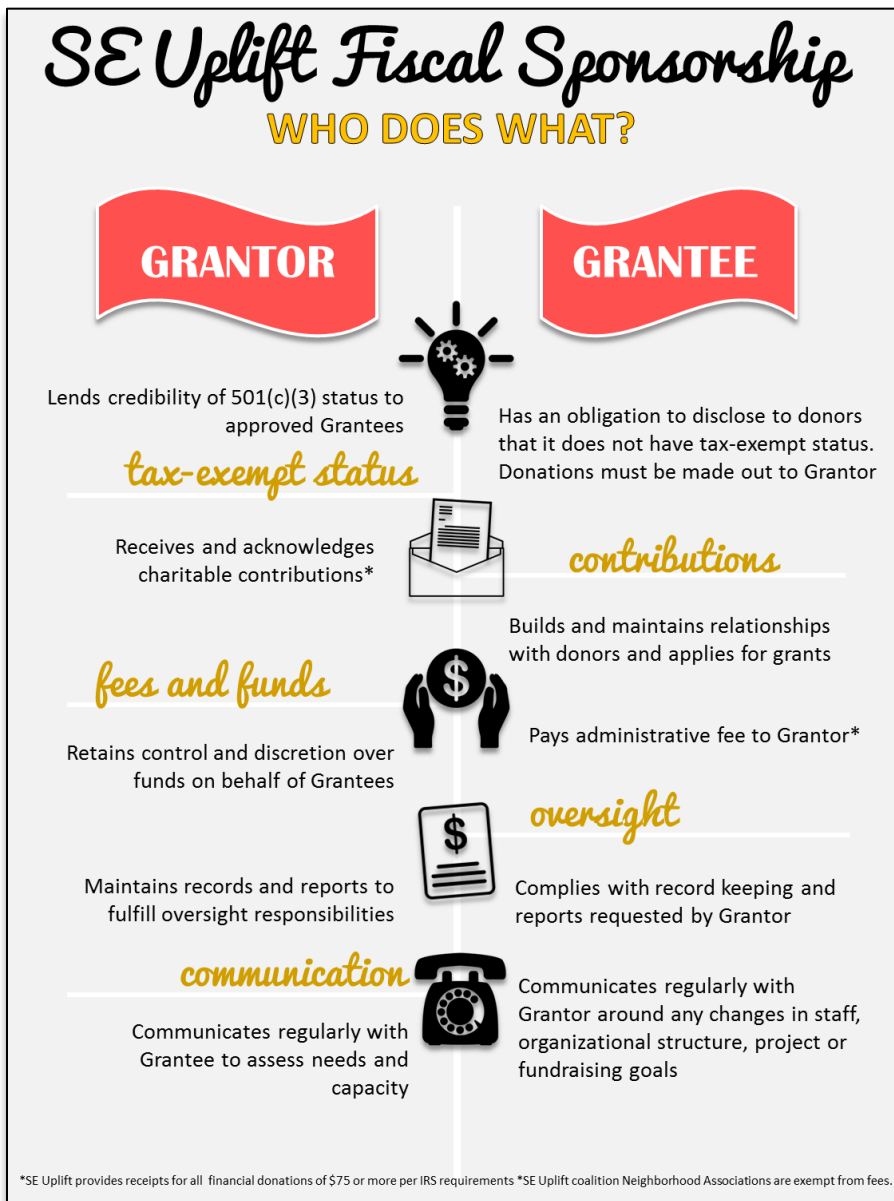 SE Uplift Fiscal Sponsorship
WHO DOES WHAT?
GRANTOR
GRANTEE
Lends credibility of 501(c)(3) status to
approved Grantees
Has an obligation to disclose to donors
that it does not have tax-exempt status.
Donations must be made out to Grantor
tax-exempt status
Receives and acknowledges
charitable contributions*
contributions
Builds and maintains relationships
with donors and applies for grants
fees and funds
$
Retains control and discretion over
funds on behalf of Grantees
Pays administrative fee to Grantor*
oversight
$
Maintains records and reports to
fulfill oversight responsibilities
Complies with record keeping and
reports requested by Grantor
communication
Communicates regularly with
Grantee to assess needs and
capacity
Communicates regularly with
Grantor around any changes in staff,
organizational structure, project or
fundraising goals
*SE Uplift provides receipts for all financial donations of $75 or more per IRS requirements *SE Uplift coalition Neighborhood Associations are exempt from fees.